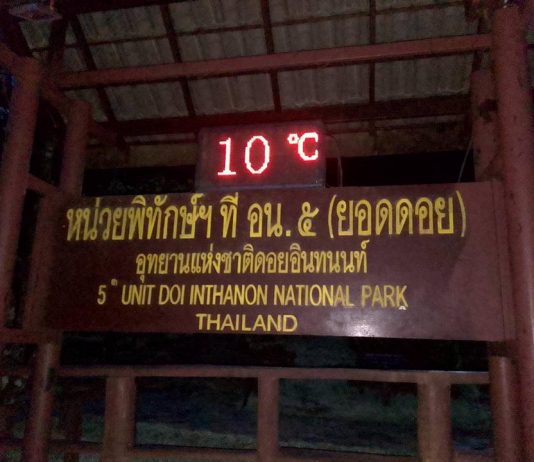 10 °C
หน่วยพิทักษ์ฯ ที่ อน. ๕ (ยอดดอย)
อุทยานแห่งชาติดอยอินทนนท์
5 " UNIT DOI INTHANON NATIONAL PARK
THAILAND